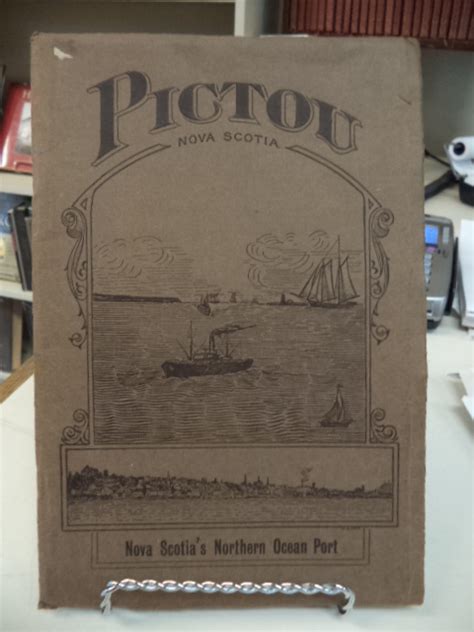 PICTOU
NOVA SCOTIA
Nova Scotia's Northern Ocean Port